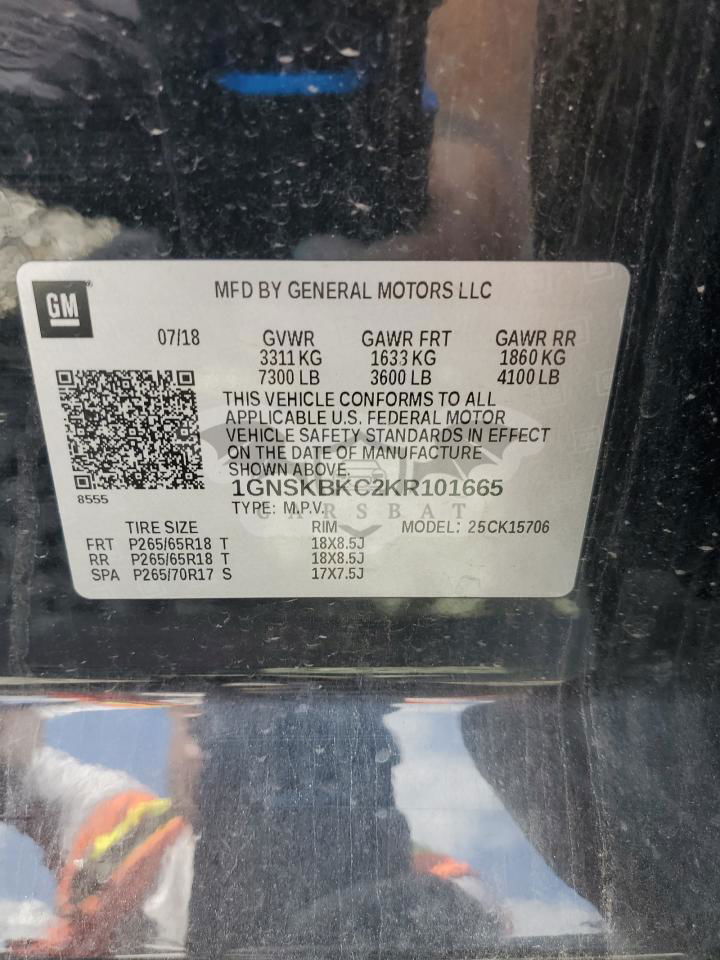 GM
MFD BY GENERAL MOTORS LLC
07/18 GVWR GAWR FRT GAWR RR
3311 KG 1633 KG 1860 KG
7300 LB 3600 LB 4100 LB
THIS VEHICLE CONFORMS TO ALL
APPLICABLE U.S. FEDERAL MOTOR
VEHICLE SAFETY STANDARDS IN EFFECT
ON THE DATE OF MANUFACTURE
SHOWN ABOVE.
1GNSKBKC2KR101665
8555
TYPE: M.P.V.
CARSBAT
TIRE SIZE RIM MODEL: 25CK15706
FRT P265/65R18 T 18X8.5J
RR P265/65R18 T 18X8.5J
SPA P265/70R17 S 17X7.5J